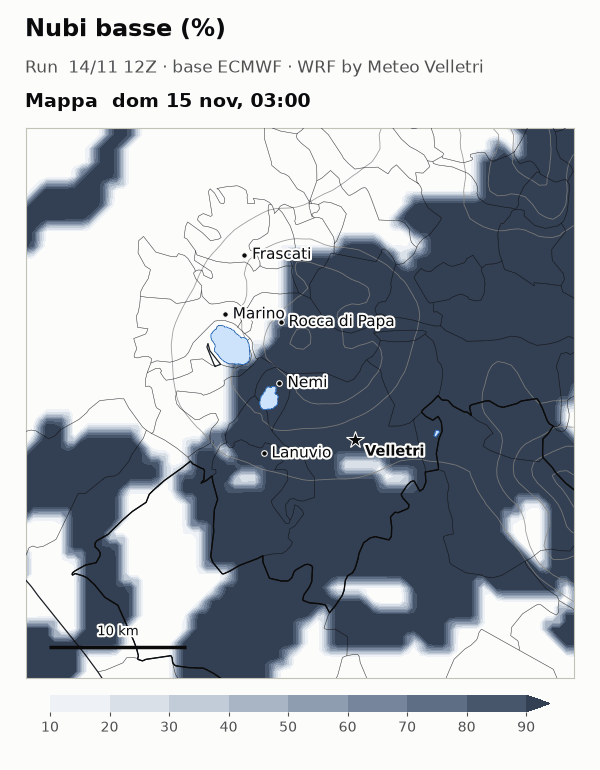 Nubi basse (%)
Run 14/11 12Z · base ECMWF · WRF by Meteo Velletri
Mappa dom 15 nov, 03:00
Frascati
Marino
Rocca di Papa
Nemi
Velletri
Lanuvio
10 km
10 20 30 40 50 60 70 80 90